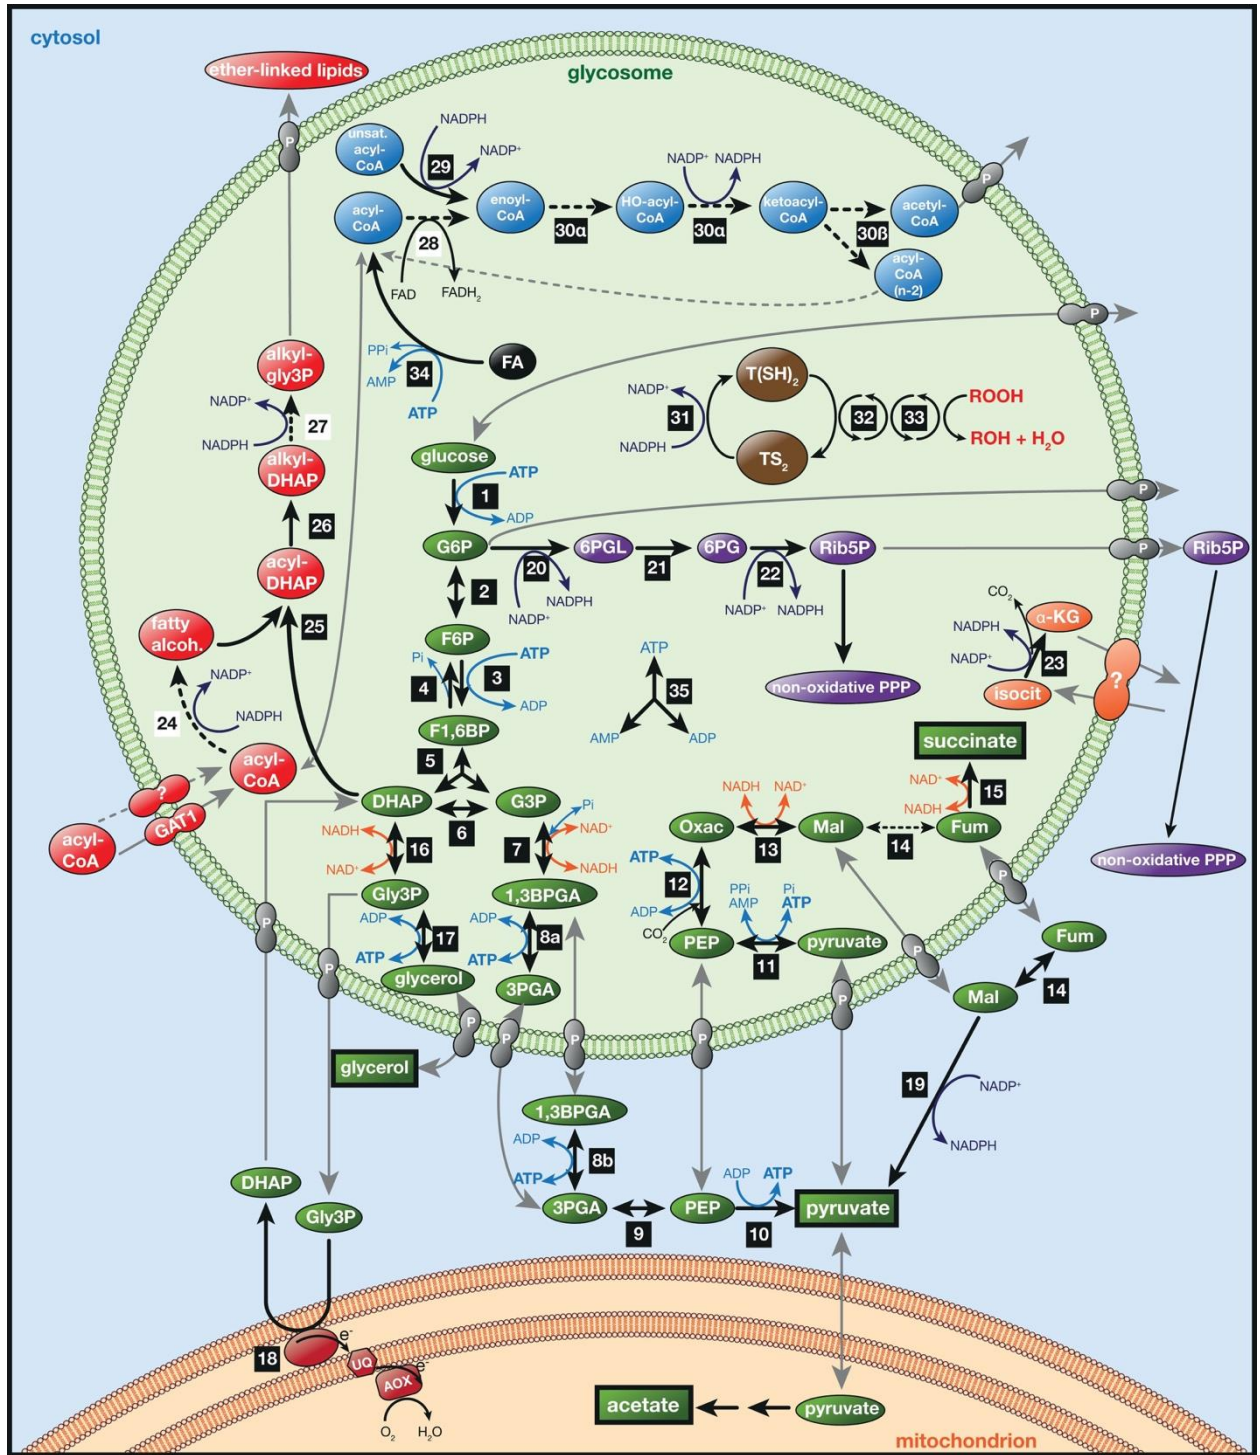 cytosol
glycosome
ether-linked lipids
P
unsat.
acyl-
CoA
NADPH
NADP⁺
29
acyl-
CoA
28
FAD
FADH₂
enoyl-
CoA
30α
HO-acyl-
CoA
NADP⁺
NADPH
30α
ketoacyl-
CoA
30ß
acetyl-
CoA
acyl-
CoA
(n-2)
P
P
PPi
AMP
34
ATP
FA
alkyl-
gly3P
NADP⁺
NADPH
27
alkyl-
DHAP
26
acyl-
DHAP
25
fatty
alcoh.
NADP⁺
24
NADPH
acyl-
CoA
?
GAT1
acyl-
CoA
NADP⁺
NADPH
31
T(SH)₂
TS₂
32
33
ROOH
ROH + H₂O
glucose
ATP
1
ADP
G6P
20
NADP⁺
NADPH
6PGL
21
6PG
22
NADP⁺
NADPH
Rib5P
P
P
Rib5P
non-oxidative PPP
non-oxidative PPP
2
F6P
Pi
4
ATP
3
ADP
F1,6BP
5
ATP
35
AMP
ADP
CO₂
α-KG
NADPH
NADP⁺
23
isocit
?
DHAP
6
G3P
NADH
NAD⁺
16
Pi
NAD⁺
7
NADH
Gly3P
1,3BPGA
ADP
ATP
17
ADP
ATP
8a
glycerol
3PGA
succinate
NAD⁺
NADH
15
NADH
NAD⁺
Oxac
13
Mal
14
Fum
ATP
12
ADP
CO₂
PPi
AMP
Pi
ATP
PEP
11
pyruvate
P
P
P
P
P
P
P
P
P
Fum
Mal
14
glycerol
1,3BPGA
ADP
ATP
8b
3PGA
9
PEP
ADP
ATP
10
pyruvate
19
NADP⁺
NADPH
DHAP
Gly3P
18
e⁻
UQ
e⁻
AOX
O₂
H₂O
acetate
pyruvate
mitochondrion